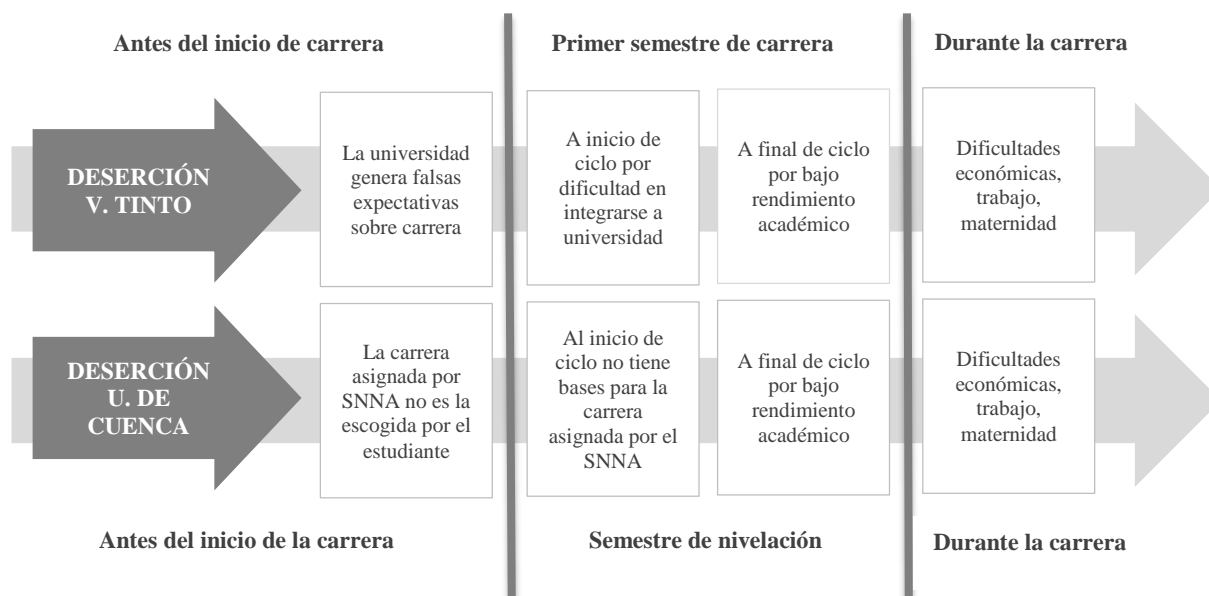 Antes del inicio de carrera
Primer semestre de carrera
Durante la carrera
DESERCIÓN
V. TINTO
La universidad
genera falsas
expectativas
sobre carrera
A inicio de
ciclo por
dificultad en
integrarse a
universidad
A final de ciclo
por bajo
rendimiento
académico
Dificultades
económicas,
trabajo,
maternidad
DESERCIÓN
U. DE
CUENCA
La carrera
asignada por
SNNA no es la
escogida por el
estudiante
Al inicio de
ciclo no tiene
bases para la
carrera
asignada por el
SNNA
A final de ciclo
por bajo
rendimiento
académico
Dificultades
económicas,
trabajo,
maternidad
Antes del inicio de la carrera
Semestre de nivelación
Durante la carrera